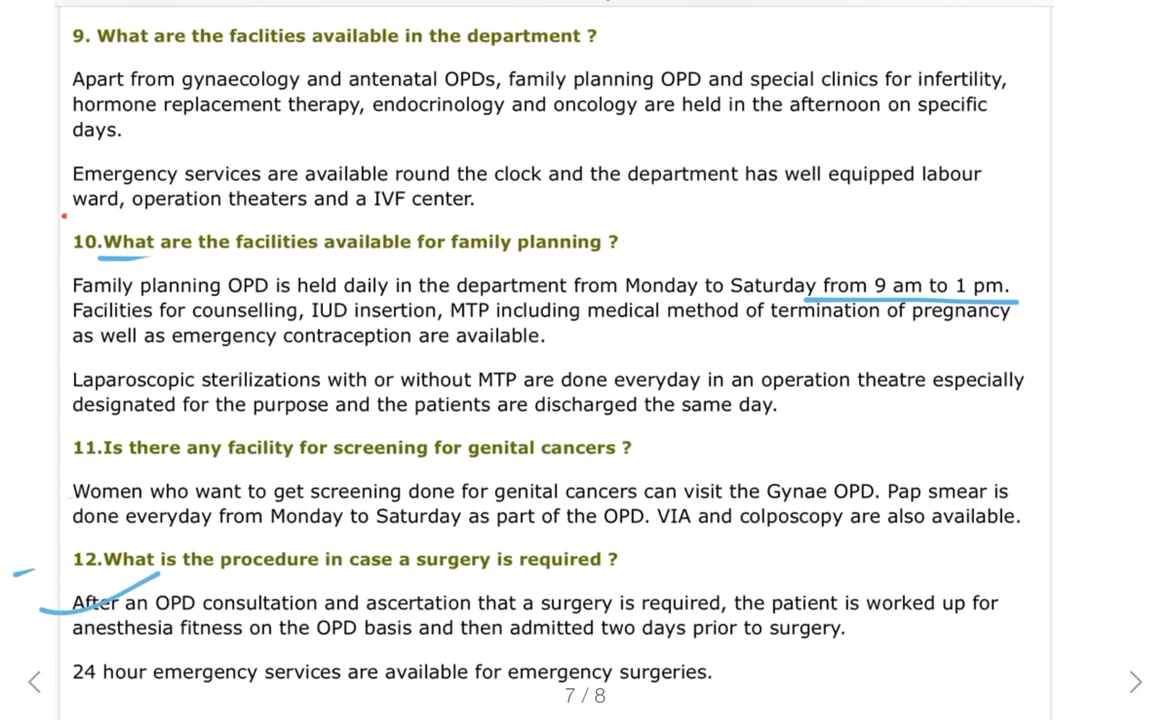 9. What are the faclities available in the department ?
Apart from gynaecology and antenatal OPDs, family planning OPD and special clinics for infertility,
hormone replacement therapy, endocrinology and oncology are held in the afternoon on specific
days.
Emergency services are available round the clock and the department has well equipped labour
ward, operation theaters and a IVF center.
10.What are the facilities available for family planning ?
Family planning OPD is held daily in the department from Monday to Saturday from 9 am to 1 pm.
Facilities for counselling, IUD insertion, MTP including medical method of termination of pregnancy
as well as emergency contraception are available.
Laparoscopic sterilizations with or without MTP are done everyday in an operation theatre especially
designated for the purpose and the patients are discharged the same day.
11.Is there any facility for screening for genital cancers ?
Women who want to get screening done for genital cancers can visit the Gynae OPD. Pap smear is
done everyday from Monday to Saturday as part of the OPD. VIA and colposcopy are also available.
12.What is the procedure in case a surgery is required ?
After an OPD consultation and ascertation that a surgery is required, the patient is worked up for
anesthesia fitness on the OPD basis and then admitted two days prior to surgery.
24 hour emergency services are available for emergency surgeries.
7 / 8